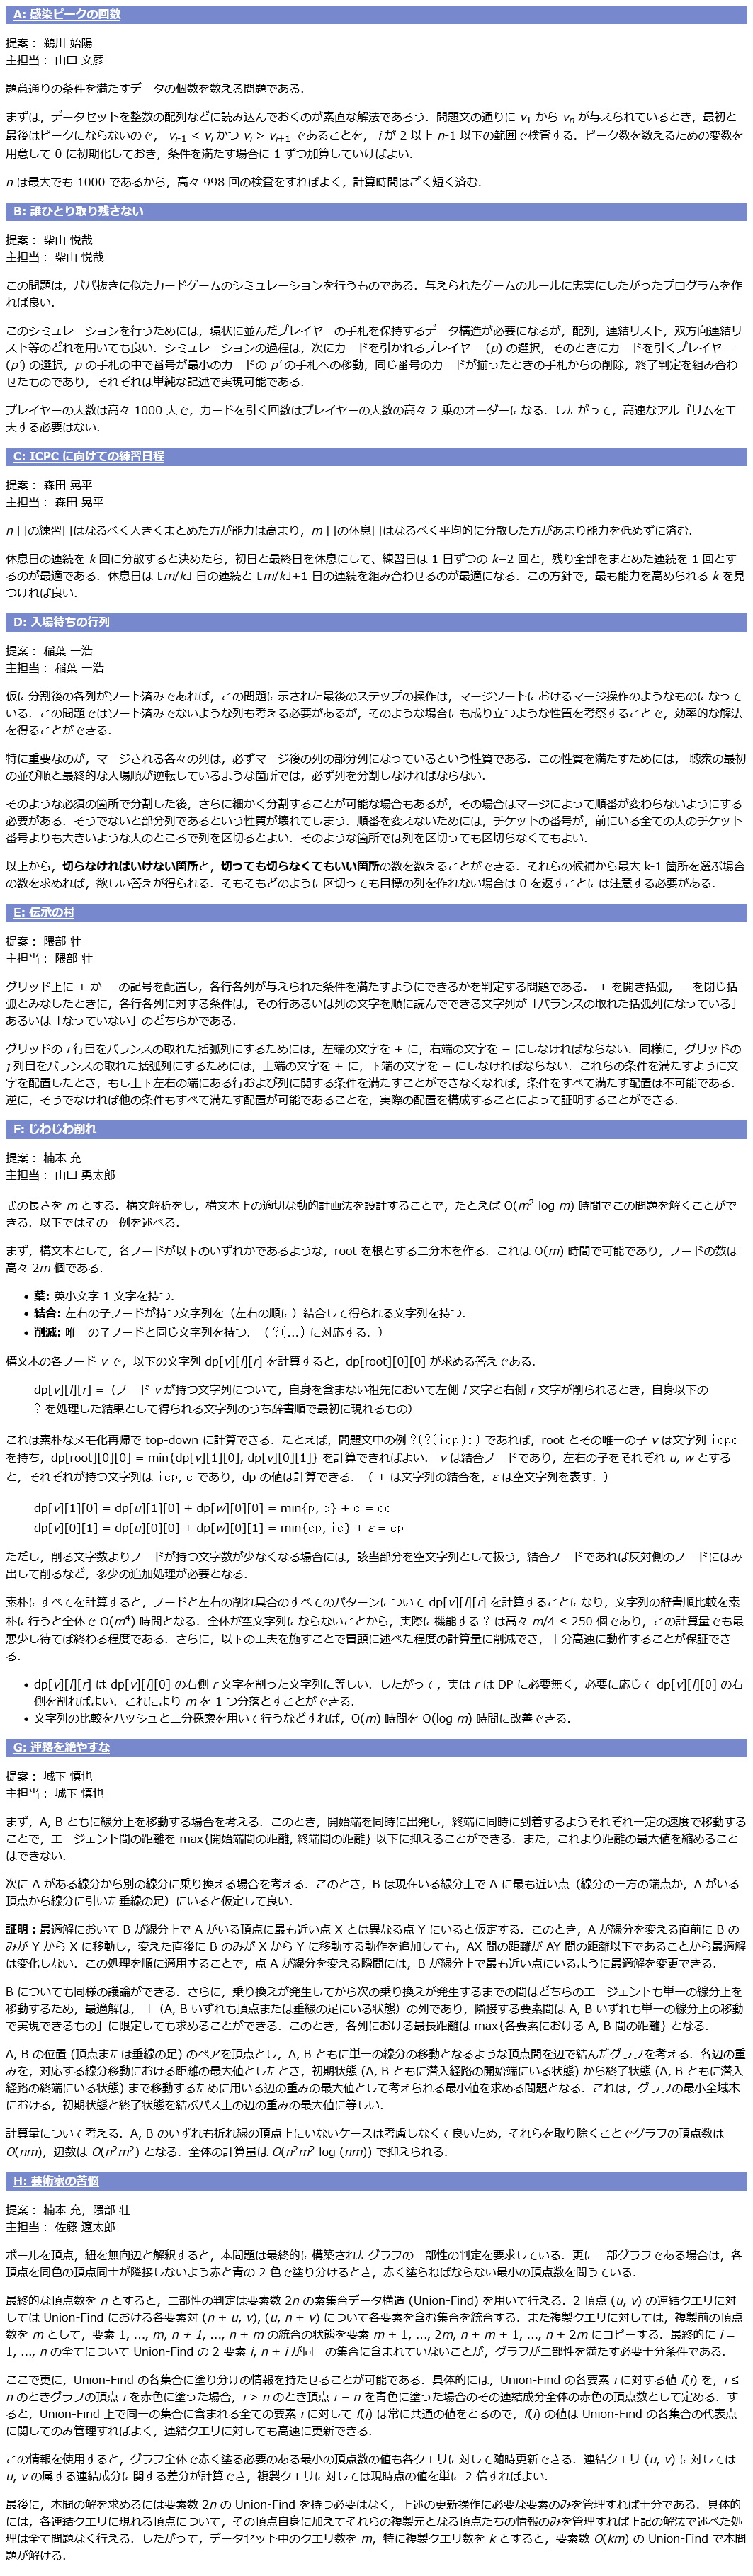 A: 感染ピークの回数
提案： 鵜川 始陽
主担当： 山口 文彦
題意通りの条件を満たすデータの個数を数える問題である．
まずは，データセットを整数の配列などに読み込んでおくのが素直な解法であろう．問題文の通りに v1 から vn が与えられているとき，最初と
最後はピークにならないので， vi-1 < vi かつ vi > vi+1 であることを， i が 2 以上 n-1 以下の範囲で検査する．ピーク数を数えるための変数を
用意して 0 に初期化しておき，条件を満たす場合に 1 ずつ加算していけばよい．
n は最大でも 1000 であるから，高々 998 回の検査をすればよく，計算時間はごく短く済む．
B: 誰ひとり取り残さない
提案： 柴山 悦哉
主担当： 柴山 悦哉
この問題は，ババ抜きに似たカードゲームのシミュレーションを行うものである．与えられたゲームのルールに忠実にしたがったプログラムを作
れば良い．
このシミュレーションを行うためには，環状に並んだプレイヤーの手札を保持するデータ構造が必要になるが，配列，連結リスト，双方向連結リ
スト等のどれを用いても良い．シミュレーションの過程は，次にカードを引かれるプレイヤー (p) の選択，そのときにカードを引くプレイヤー
(p') の選択，p の手札の中で番号が最小のカードの p' の手札への移動，同じ番号のカードが揃ったときの手札からの削除，終了判定を組み合わ
せたものであり，それぞれは単純な記述で実現可能である．
プレイヤーの人数は高々 1000 人で，カードを引く回数はプレイヤーの人数の高々 2 乗のオーダーになる．したがって，高速なアルゴリズムを工
夫する必要はない．
C: ICPC に向けての練習日程
提案： 森田 晃平
主担当： 森田 晃平
n 日の練習日はなるべく大きくまとめた方が能力は高まり，m 日の休息日はなるべく平均的に分散した方があまり能力を低めずに済む．
休息日の連続を k 回に分散すると決めたら，初日と最終日を休息にして、練習日は 1 日ずつの k−2 回と，残り全部をまとめた連続を 1 回とす
るのが最適である．休息日は ⌊m/k⌋ 日の連続と ⌊m/k⌋+1 日の連続を組み合わせるのが最適になる．この方針で，最も能力を高められる k を見
つければ良い．
D: 入場待ちの行列
提案： 稲葉 一浩
主担当： 稲葉 一浩
仮に分割後の各列がソート済みであれば，この問題に示された最後のステップの操作は，マージソートにおけるマージ操作のようなものになって
いる．この問題ではソート済みでないような列も考える必要があるが，そのような場合にも成り立つような性質を考察することで，効率的な解法
を得ることができる．
特に重要なのが，マージされる各々の列は，必ずマージ後の列の部分列になっているという性質である．この性質を満たすためには， 聴衆の最初
の並び順と最終的な入場順が逆転しているような箇所では，必ず列を分割しなければならない．
そのような必須の箇所で分割した後，さらに細かく分割することが可能な場合もあるが，その場合はマージによって順番が変わらないようにする
必要がある．そうでないと部分列であるという性質が壊れてしまう．順番を変えないためには，チケットの番号が，前にいる全ての人のチケット
番号よりも大きいような人のところで列を区切るとよい．そのような箇所では列を区切っても区切らなくてもよい．
以上から，切らなければいけない箇所と，切っても切らなくてもいい箇所の数を数えることができる．それらの候補から最大 k-1 箇所を選ぶ場合
の数を求めれば，欲しい答えが得られる．そもそもどのように区切っても目標の列を作れない場合は 0 を返すことには注意する必要がある．
E: 伝承の村
提案： 隈部 壮
主担当： 隈部 壮
グリッド上に + か − の記号を配置し，各行各列が与えられた条件を満たすようにできるかを判定する問題である． + を開き括弧，− を閉じ括
弧とみなしたときに，各行各列に対する条件は，その行あるいは列の文字を順に読んでできる文字列が「バランスの取れた括弧列になっている」
あるいは「なっていない」のどちらかである．
グリッドの i 行目をバランスの取れた括弧列にするためには，左端の文字を + に，右端の文字を − にしなければならない．同様に，グリッドの
j 列目をバランスの取れた括弧列にするためには，上端の文字を + に，下端の文字を − にしなければならない．これらの条件を満たすように文
字を配置したとき，もし上下左右の端にある行および列に関する条件を満たすことができなくなれば，条件をすべて満たす配置は不可能である．
逆に，そうでなければ他の条件もすべて満たす配置が可能であることを，実際の配置を構成することによって証明することができる．
F: じわじわ削れ
提案： 楠本 充
主担当： 山口 勇太郎
式の長さを m とする．構文解析をし，構文木上の適切な動的計画法を設計することで，たとえば O(m2 log m) 時間でこの問題を解くことがで
きる．以下ではその一例を述べる．
まず，構文木として，各ノードが以下のいずれかであるような，root を根とする二分木を作る．これは O(m) 時間で可能であり，ノードの数は
高々 2m 個である．
• 葉: 英小文字 1 文字を持つ．
• 結合: 左右の子ノードが持つ文字列を（左右の順に）結合して得られる文字列を持つ．
• 削減: 唯一の子ノードと同じ文字列を持つ．（ ?(...) に対応する．）
構文木の各ノード v で，以下の文字列 dp[v][l][r] を計算すると，dp[root][0][0] が求める答えである．
dp[v][l][r] =（ノード v が持つ文字列について，自身を含まない祖先において左側 l 文字と右側 r 文字が削られるとき，自身以下の
? を処理した結果として得られる文字列のうち辞書順で最初に現れるもの）
これは素朴なメモ化再帰で top-down に計算できる．たとえば，問題文中の例 ?(?(icp)c) であれば，root とその唯一の子 v は文字列 icpc
を持ち，dp[root][0][0] = min{dp[v][1][0], dp[v][0][1]} を計算できればよい． v は結合ノードであり，左右の子をそれぞれ u, w とする
と，それぞれが持つ文字列は icp, c であり，dp の値は計算できる．（ + は文字列の結合を，ε は空文字列を表す．）
dp[v][1][0] = dp[u][1][0] + dp[w][0][0] = min{p, c} + c = cc
dp[v][0][1] = dp[u][0][0] + dp[w][0][1] = min{cp, ic} + ε = cp
ただし，削る文字数よりノードが持つ文字数が少なくなる場合には，該当部分を空文字列として扱う，結合ノードであれば反対側のノードにはみ
出して削るなど，多少の追加処理が必要となる．
素朴にすべてを計算すると，ノードと左右の削れ具合のすべてのパターンについて dp[v][l][r] を計算することになり，文字列の辞書順比較を素
朴に行うと全体で O(m4) 時間となる．全体が空文字列にならないことから，実際に機能する ? は高々 m/4 ≤ 250 個であり，この計算量でも最
悪少し待てば終わる程度である．さらに，以下の工夫を施すことで冒頭に述べた程度の計算量に削減でき，十分高速に動作することが保証でき
る．
• dp[v][l][r] は dp[v][l][0] の右側 r 文字を削った文字列に等しい．したがって，実は r は DP に必要無く，必要に応じて dp[v][l][0] の右
側を削ればよい．これにより m を 1 つ分落とすことができる．
• 文字列の比較をハッシュと二分探索を用いて行うなどすれば，O(m) 時間を O(log m) 時間に改善できる．
G: 連絡を絶やすな
提案： 城下 慎也
主担当： 城下 慎也
まず，A, B ともに線分上を移動する場合を考える．このとき，開始端を同時に出発し，終端に同時に到着するようそれぞれ一定の速度で移動する
ことで，エージェント間の距離を max{開始端間の距離, 終端間の距離} 以下に抑えることができる．また，これより距離の最大値を縮めること
はできない．
次に A がある線分から別の線分に乗り換える場合を考える．このとき，B は現在いる線分上で A に最も近い点（線分の一方の端点か，A がいる
頂点から線分に引いた垂線の足）にいると仮定して良い．
証明：最適解において B が線分上で A がいる頂点に最も近い点 X とは異なる点 Y にいると仮定する．このとき，A が線分を変える直前に B の
みが Y から X に移動し，変えた直後に B のみが X から Y に移動する動作を追加しても，AX 間の距離が AY 間の距離以下であることから最適解
は変化しない．この処理を順に適用することで，点 A が線分を変える瞬間には，B が線分上で最も近い点にいるように最適解を変更できる．
B についても同様の議論ができる．さらに，乗り換えが発生してから次の乗り換えが発生するまでの間はどちらのエージェントも単一の線分上を
移動するため，最適解は，「（A, B いずれも頂点または垂線の足にいる状態）の列であり，隣接する要素間は A, B いずれも単一の線分上の移動
で実現できるもの」に限定しても求めることができる．このとき，各列における最長距離は max{各要素における A, B 間の距離} となる．
A, B の位置 (頂点または垂線の足) のペアを頂点とし，A, B ともに単一の線分の移動となるような頂点間を辺で結んだグラフを考える．各辺の重
みを，対応する線分移動における距離の最大値としたとき，初期状態 (A, B ともに潜入経路の開始端にいる状態) から終了状態 (A, B ともに潜入
経路の終端にいる状態) まで移動するために用いる辺の重みの最大値として考えられる最小値を求める問題となる．これは，グラフの最小全域木
における，初期状態と終了状態を結ぶパス上の辺の重みの最大値に等しい．
計算量について考える．A, B のいずれも折れ線の頂点上にいないケースは考慮しなくて良いため，それらを取り除くことでグラフの頂点数は
O(nm)，辺数は O(n2m2) となる．全体の計算量は O(n2m2 log (nm)) で抑えられる．
H: 芸術家の苦悩
提案： 楠本 充，隈部 壮
主担当： 佐藤 遼太郎
ボールを頂点，紐を無向辺と解釈すると，本問題は最終的に構築されたグラフの二部性の判定を要求している．更に二部グラフである場合は，各
頂点を同色の頂点同士が隣接しないよう赤と青の 2 色で塗り分けるとき，赤く塗らねばならない最小の頂点数を問うている．
最終的な頂点数を n とすると，二部性の判定は要素数 2n の素集合データ構造 (Union-Find) を用いて行える．2 頂点 (u, v) の連結クエリに対
しては Union-Find における各要素対 (n + u, v), (u, n + v) について各要素を含む集合を統合する．また複製クエリに対しては，複製前の頂点
数を m として，要素 1, ..., m, n + 1, ..., n + m の統合の状態を要素 m + 1, ..., 2m, n + m + 1, ..., n + 2m にコピーする．最終的に i =
1, ..., n の全てについて Union-Find の 2 要素 i, n + i が同一の集合に含まれていないことが，グラフが二部性を満たす必要十分条件である．
ここで更に，Union-Find の各集合に塗り分けの情報を持たせることが可能である．具体的には，Union-Find の各要素 i に対する値 f(i) を，i ≤
n のときグラフの頂点 i を赤色に塗った場合，i > n のとき頂点 i − n を青色に塗った場合のその連結成分全体の赤色の頂点数として定める．す
ると，Union-Find 上で同一の集合に含まれる全ての要素 i に対して f(i) は常に共通の値をとるので，f(i) の値は Union-Find の各集合の代表点
に関してのみ管理すればよく，連結クエリに対しても高速に更新できる．
この情報を使用すると，グラフ全体で赤く塗る必要のある最小の頂点数の値も各クエリに対して随時更新できる．連結クエリ (u, v) に対しては
u, v の属する連結成分に関する差分が計算でき，複製クエリに対しては現時点の値を単に 2 倍すればよい．
最後に，本問の解を求めるには要素数 2n の Union-Find を持つ必要はなく，上述の更新操作に必要な要素のみを管理すれば十分である．具体的
には，各連結クエリに現れる頂点について，その頂点自身に加えてそれらの複製元となる頂点たちの情報のみを管理すれば上記の解法で述べた処
理は全て問題なく行える．したがって，データセット中のクエリ数を m，特に複製クエリ数を k とすると，要素数 O(km) の Union-Find で本問
題が解ける．